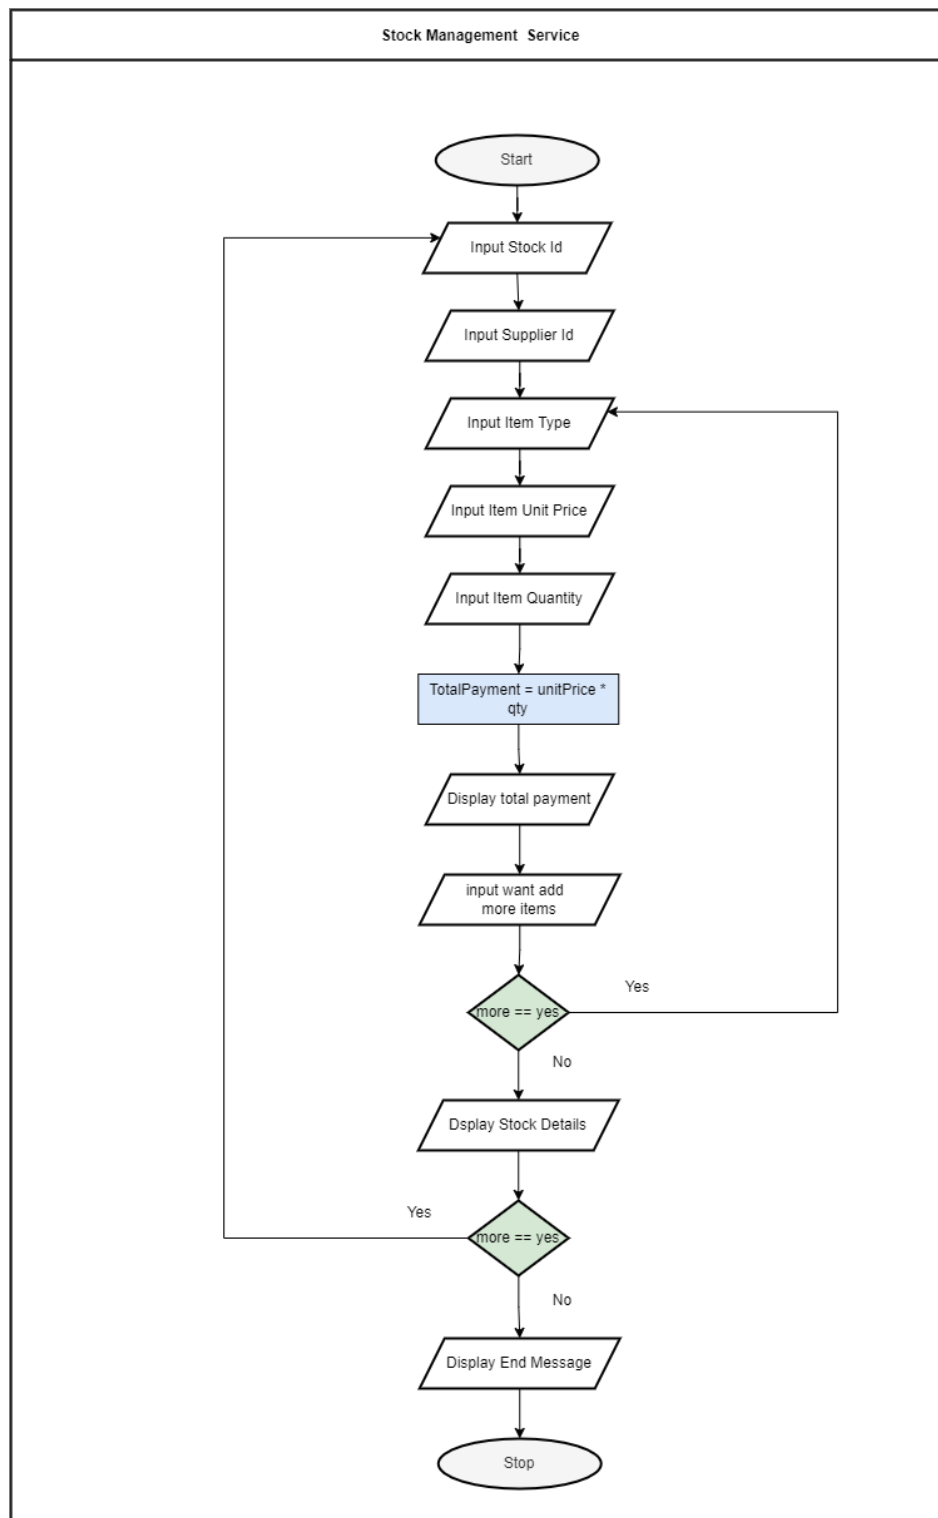 Stock Management  Service
Start
Input Stock Id
Input Supplier Id
Input Item Type
Input Item Unit Price
Input Item Quantity
TotalPayment = unitPrice *
qty
Display total payment
input want add
more items
more == yes
Yes
No
Dsplay Stock Details
Yes
more == yes
No
Display End Message
Stop